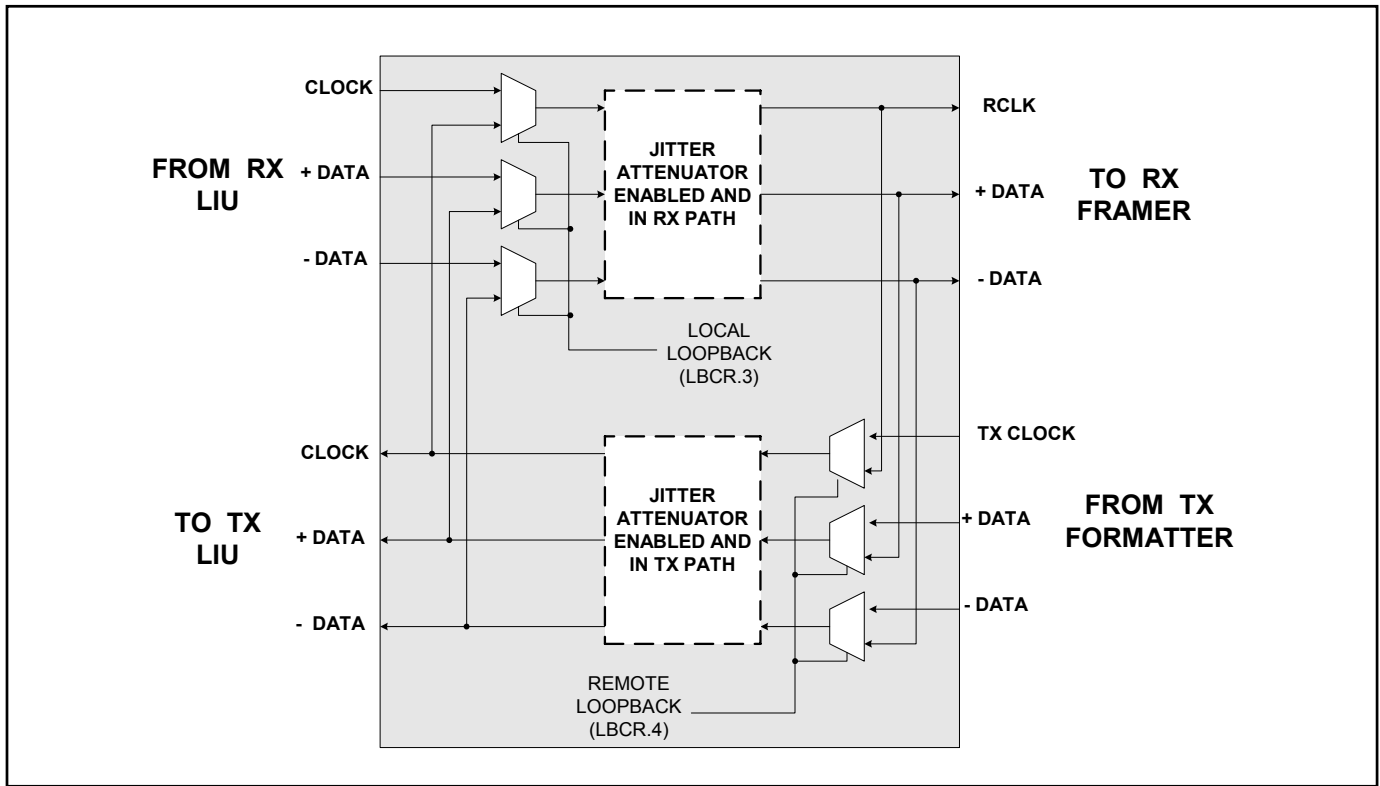 CLOCK
RCLK
FROM RX
LIU
+ DATA
JITTER
ATTENUATOR
ENABLED AND
IN RX PATH
+ DATA
TO RX
FRAMER
- DATA
- DATA
LOCAL
LOOPBACK
(LBCR.3)
CLOCK
TX CLOCK
TO TX
LIU
+ DATA
JITTER
ATTENUATOR
ENABLED AND
IN TX PATH
+ DATA
FROM TX
FORMATTER
- DATA
- DATA
REMOTE
LOOPBACK
(LBCR.4)